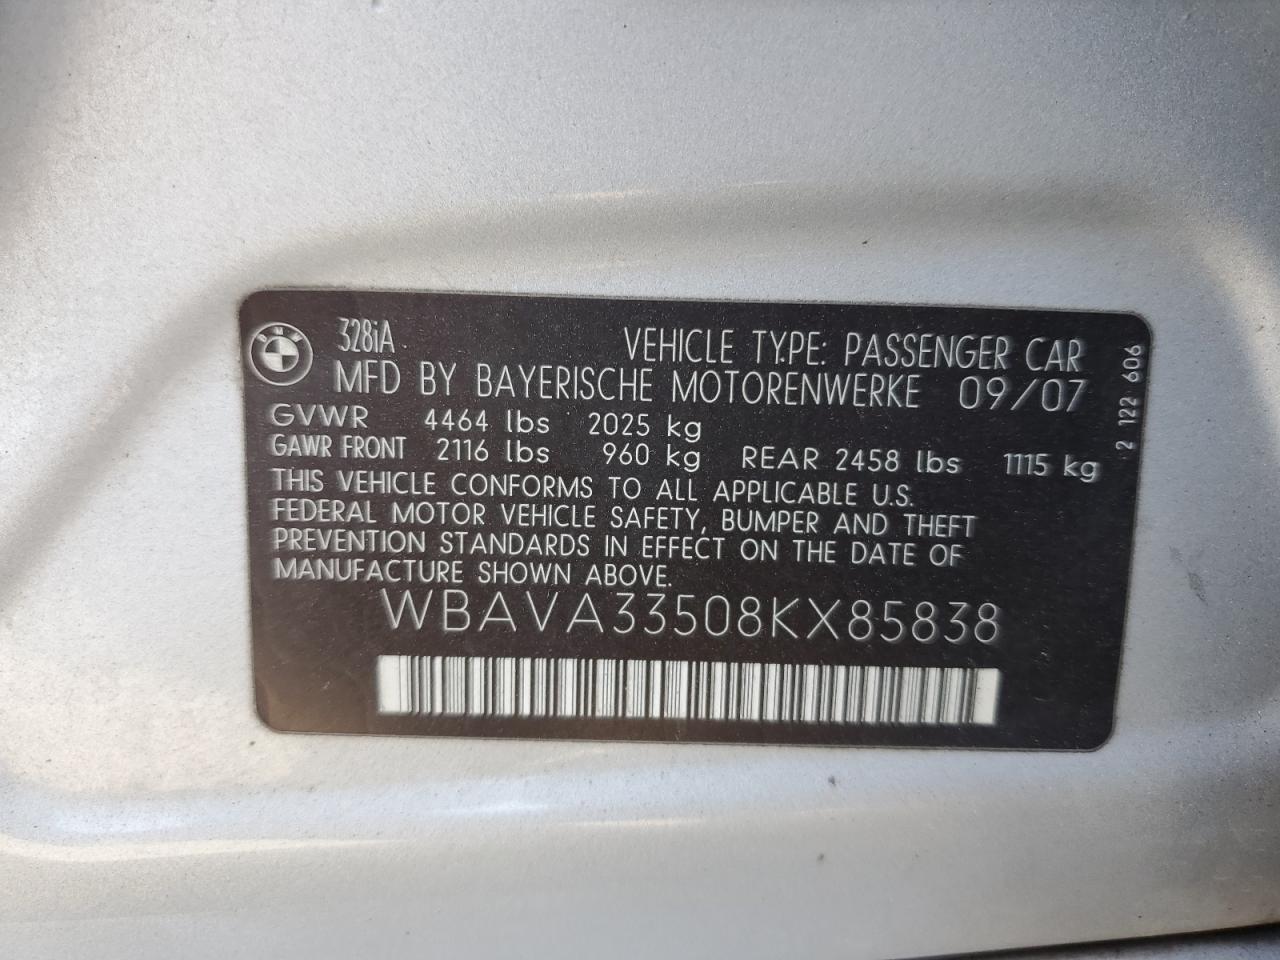 328iA
VEHICLE TYPE: PASSENGER CAR
MFD BY BAYERISCHE MOTORENWERKE 09/07
GVWR 4464 lbs 2025 kg
GAWR FRONT 2116 lbs 960 kg REAR 2458 lbs 1115 kg
THIS VEHICLE CONFORMS TO ALL APPLICABLE U.S.
FEDERAL MOTOR VEHICLE SAFETY, BUMPER AND THEFT
PREVENTION STANDARDS IN EFFECT ON THE DATE OF
MANUFACTURE SHOWN ABOVE.
WBAVA33508KX85838
2 122 606